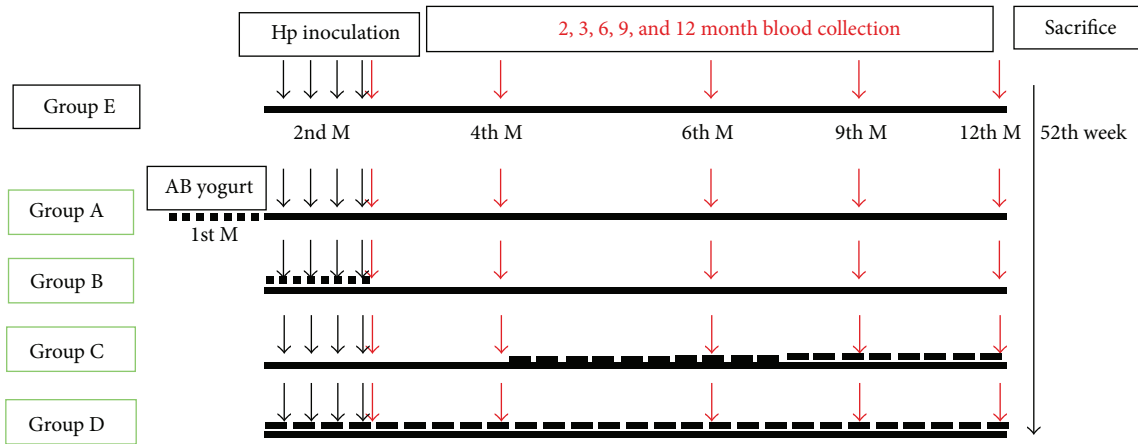 Hp inoculation
2, 3, 6, 9, and 12 month blood collection
Sacrifice
Group E
2nd M
4th M
6th M
9th M
12th M
52th week
AB yogurt
Group A
1st M
Group B
Group C
Group D